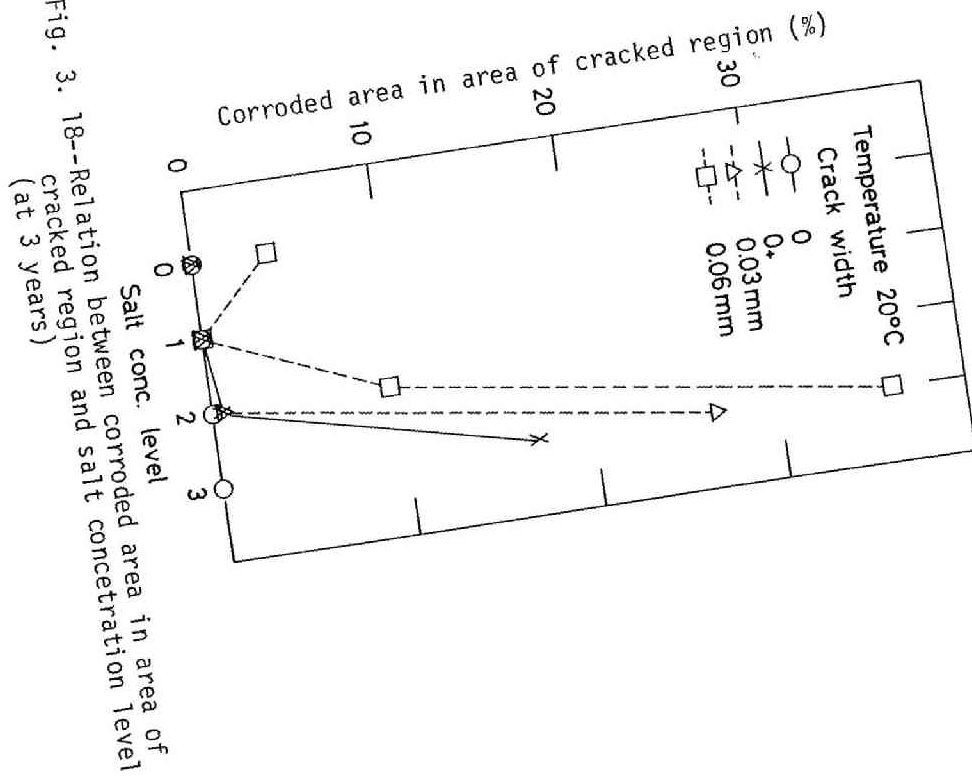 Corroded area in area of cracked region (%)
30
20
10
0
Temperature 20°C
Crack width
0
0+
0.03mm
0.06mm
0
1
2
3
Salt conc. level
Fig. 3. 18--Relation between corroded area in area of
cracked region and salt concetration level
(at 3 years)